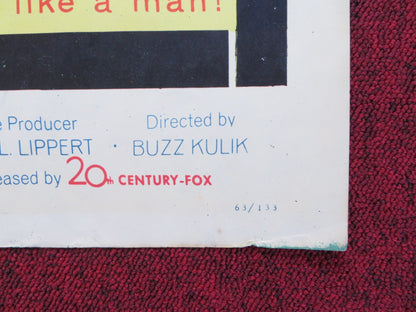 like a man!
e Producer
Directed by
L. LIPPERT · BUZZ KULIK
eased by 20th CENTURY-FOX
63/133